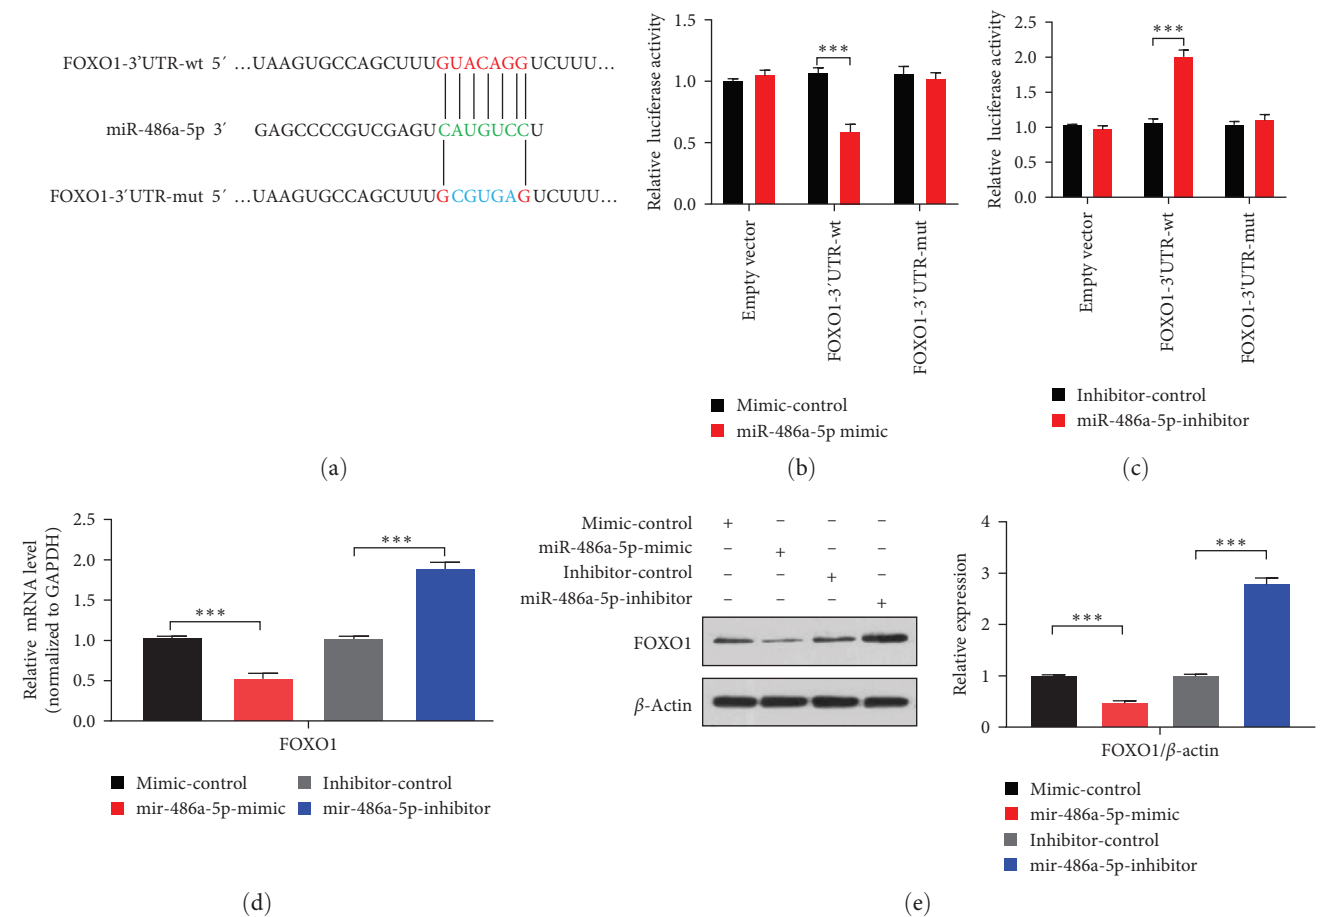 FOXO1-3'UTR-wt 5′ …UAAGUGCCAGCUUUGUACAGGUCUUU…
miR-486a-5p 3′ GAGCCCCGUCGAGUCAUGUCCU
FOXO1-3′UTR-mut 5′ …UAAGUGCCAGCUUUGCGUGAGUCUUU…
(a)
Relative luciferase activity
1.5
1.0
0.5
0.0
***
Empty vector
FOXO1-3′UTR-wt
FOXO1-3′UTR-mut
Mimic-control
miR-486a-5p mimic
(b)
Relative luciferase activity
2.5
2.0
1.5
1.0
0.5
0.0
***
Empty vector
FOXO1-3'UTR-wt
FOXO1-3'UTR-mut
Inhibitor-control
miR-486a-5p-inhibitor
(c)
Relative mRNA level
(normalized to GAPDH)
2.5
2.0
1.5
1.0
0.5
0.0
***
***
FOXO1
Mimic-control
mir-486a-5p-mimic
Inhibitor-control
mir-486a-5p-inhibitor
(d)
Mimic-control + − − −
miR-486a-5p-mimic − + − −
Inhibitor-control − − + −
miR-486a-5p-inhibitor − − − +
FOXO1
β-Actin
Relative expression
4
3
2
1
0
***
***
FOXO1/β-actin
Mimic-control
mir-486a-5p-mimic
Inhibitor-control
mir-486a-5p-inhibitor
(e)